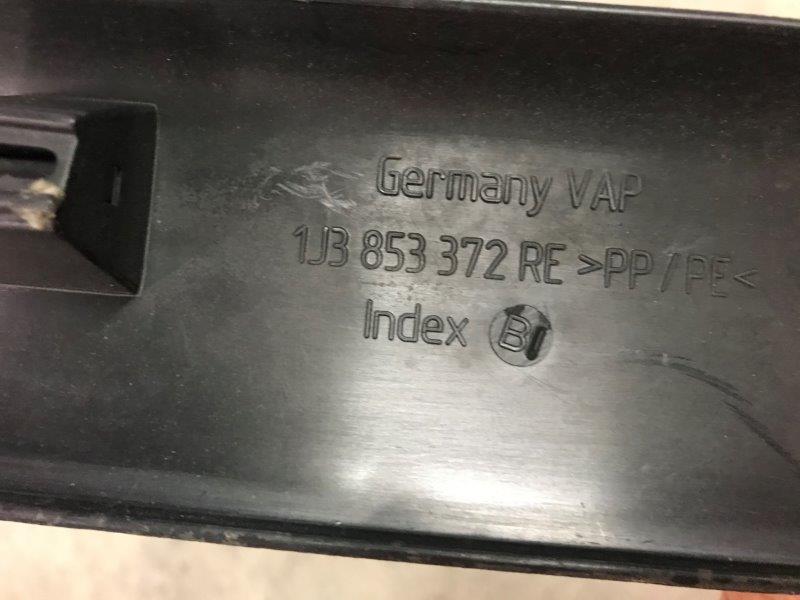 Germany VAP
1J3 853 372 RE >PP/PE<
Index B